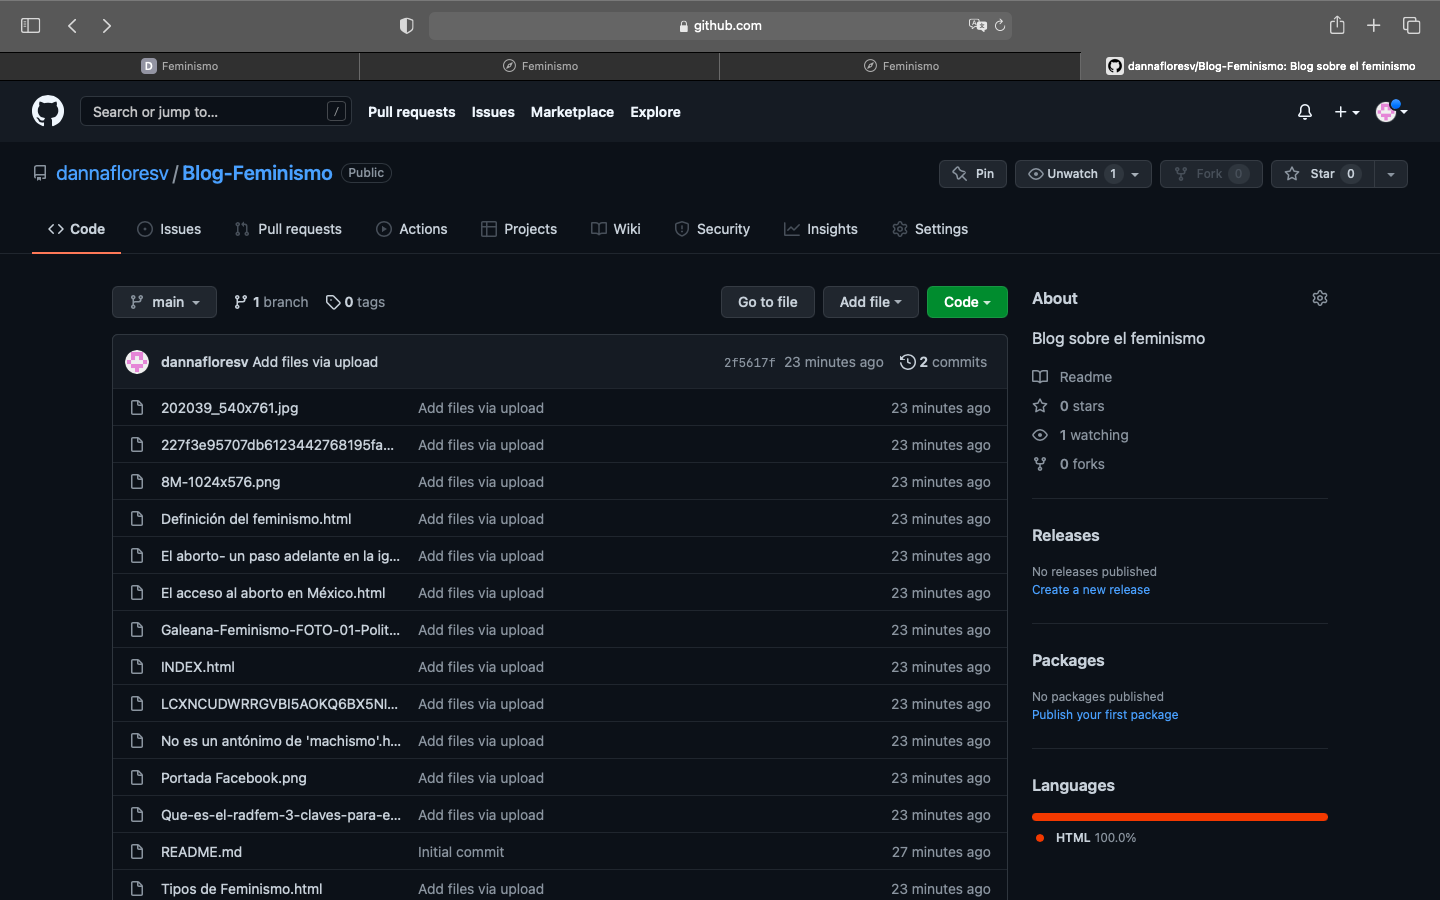 github.com
D Feminismo
Feminismo
Feminismo
dannafloresv/Blog-Feminismo: Blog sobre el feminismo
Search or jump to... /
Pull requests Issues Marketplace Explore
dannafloresv / Blog-Feminismo Public
Pin Unwatch 1 Fork 0 Star 0
Code Issues Pull requests Actions Projects Wiki Security Insights Settings
main 1 branch 0 tags Go to file Add file Code
dannafloresv Add files via upload 2f5617f 23 minutes ago 2 commits
202039_540x761.jpg Add files via upload 23 minutes ago
227f3e95707db6123442768195fa... Add files via upload 23 minutes ago
8M-1024x576.png Add files via upload 23 minutes ago
Definición del feminismo.html Add files via upload 23 minutes ago
El aborto- un paso adelante en la ig... Add files via upload 23 minutes ago
El acceso al aborto en México.html Add files via upload 23 minutes ago
Galeana-Feminismo-FOTO-01-Polit... Add files via upload 23 minutes ago
INDEX.html Add files via upload 23 minutes ago
LCXNCUDWRRGVBI5AOKQ6BX5NI... Add files via upload 23 minutes ago
No es un antónimo de 'machismo'.h... Add files via upload 23 minutes ago
Portada Facebook.png Add files via upload 23 minutes ago
Que-es-el-radfem-3-claves-para-e... Add files via upload 23 minutes ago
README.md Initial commit 27 minutes ago
Tipos de Feminismo.html Add files via upload 23 minutes ago
About
Blog sobre el feminismo
Readme
0 stars
1 watching
0 forks
Releases
No releases published
Create a new release
Packages
No packages published
Publish your first package
Languages
HTML 100.0%